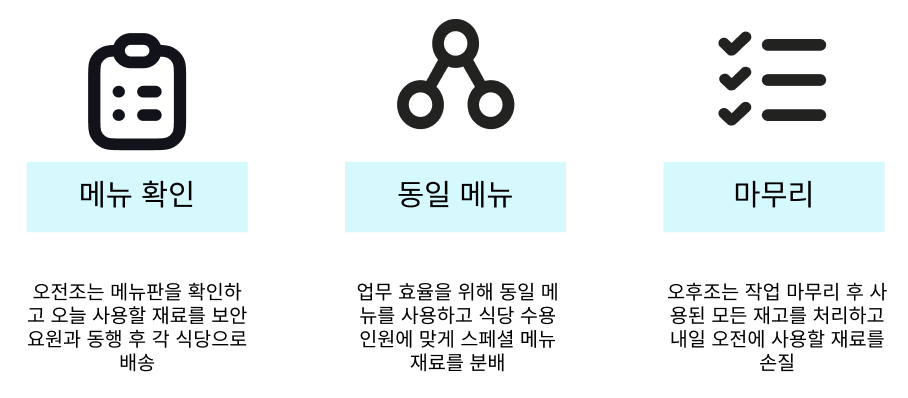 메뉴 확인
오전조는 메뉴판을 확인하
고 오늘 사용할 재료를 보안
요원과 동행 후 각 식당으로
배송
동일 메뉴
업무 효율을 위해 동일 메
뉴를 사용하고 식당 수용
인원에 맞게 스페셜 메뉴
재료를 분배
마무리
오후조는 작업 마무리 후 사
용된 모든 재고를 처리하고
내일 오전에 사용할 재료를
손질